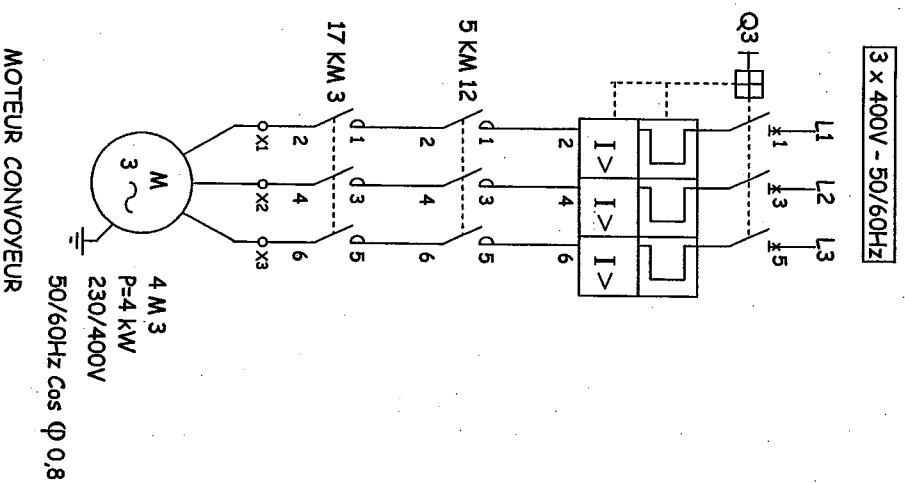 3 x 400V - 50/60Hz
L1 L2 L3
Q3
1 3 5
I> I> I>
2 4 6
5 KM 12
1 3 5
2 4 6
17 KM 3
1 3 5
2 4 6
X1 X2 X3
M
3 ~
4 M 3
P=4 kW
230/400V
50/60Hz Cos φ 0,8
MOTEUR CONVOYEUR